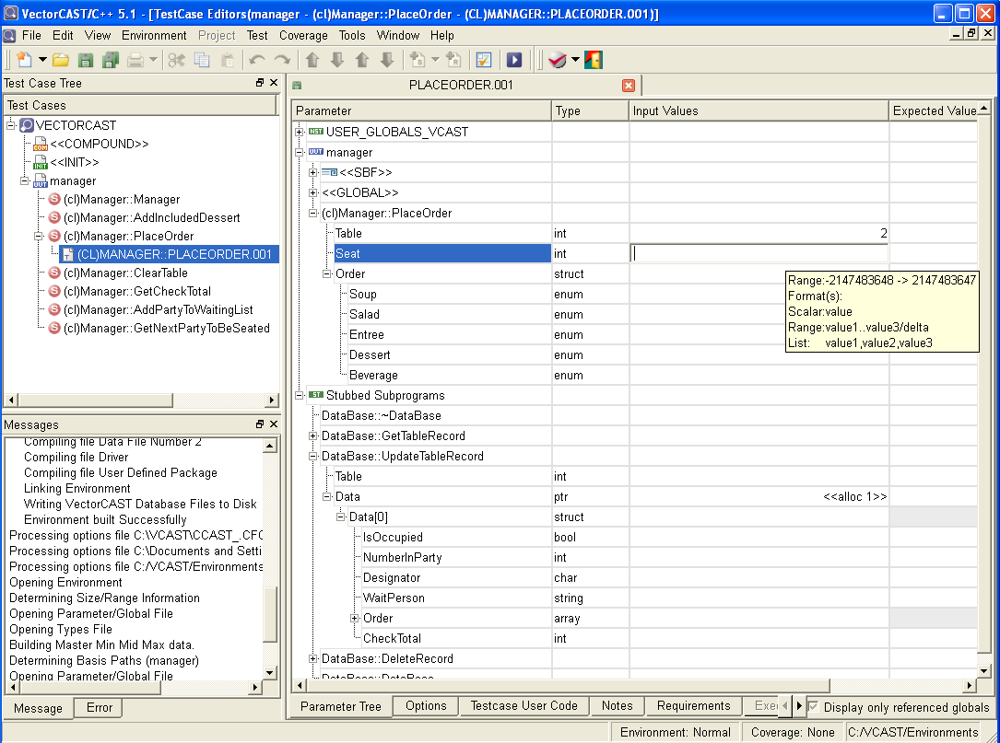 VectorCAST/C++ 5.1 - [TestCase Editors(manager - (cl)Manager::PlaceOrder - (CL)MANAGER::PLACEORDER.001)]
File Edit View Environment Project Test Coverage Tools Window Help
Test Case Tree
Test Cases
VECTORCAST
<<COMPOUND>>
<<INIT>>
manager
(cl)Manager::Manager
(cl)Manager::AddIncludedDessert
(cl)Manager::PlaceOrder
(CL)MANAGER::PLACEORDER.001
(cl)Manager::ClearTable
(cl)Manager::GetCheckTotal
(cl)Manager::AddPartyToWaitingList
(cl)Manager::GetNextPartyToBeSeated
Messages
Compiling file Data File Number 2
Compiling file Driver
Compiling file User Defined Package
Linking Environment
Writing VectorCAST Database Files to Disk
Environment built Successfully
Processing options file C:\VCAST\CCAST_.CFG
Processing options file C:\Documents and Setti
Processing options file C:/VCAST/Environments
Opening Environment
Determining Size/Range Information
Opening Parameter/Global File
Opening Types File
Building Master Min Mid Max data.
Determining Basis Paths (manager)
Opening Parameter/Global File
Message Error
PLACEORDER.001
Parameter Type Input Values Expected Value
USER_GLOBALS_VCAST
manager
<<SBF>>
<<GLOBAL>>
(cl)Manager::PlaceOrder
Table int 2
Seat int
Order struct
Soup enum
Salad enum
Entree enum
Dessert enum
Beverage enum
Range:-2147483648 -> 2147483647
Format(s):
Scalar:value
Range:value1..value3/delta
List: value1,value2,value3
Stubbed Subprograms
DataBase::~DataBase
DataBase::GetTableRecord
DataBase::UpdateTableRecord
Table int
Data ptr <<alloc 1>>
Data[0] struct
IsOccupied bool
NumberInParty int
Designator char
WaitPerson string
Order array
CheckTotal int
DataBase::DeleteRecord
DataBase::DataBase
Parameter Tree Options Testcase User Code Notes Requirements Exe Display only referenced globals
Environment: Normal Coverage: None C:/VCAST/Environments